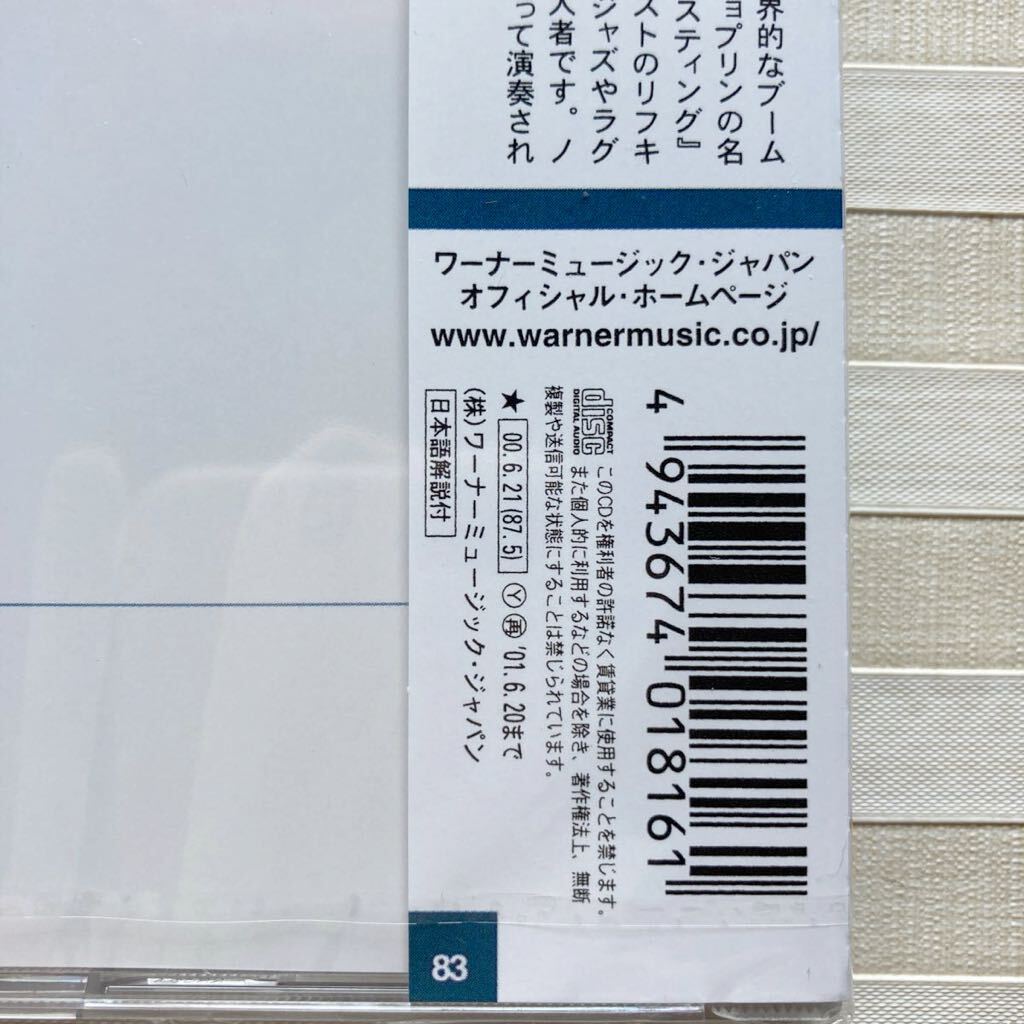 界的なブーム
ョプリンの名
スティング』
ストのリフキ
ジャズやラグ
人者です。ノ
って演奏され
ワーナーミュージック・ジャパン
オフィシャル・ホームページ
www.warnermusic.co.jp/
4 943674 018161
COMPACT
disc
DIGITAL AUDIO
このCDを権利者の許諾なく賃貸業に使用することを禁じます。
また個人的に利用するなどの場合を除き、著作権法上、無断
複製や送信可能な状態にすることは禁じられています。
★ 00.6.21(87.5) Ⓨ ㊢ '01.6.20まで
(株)ワーナーミュージック・ジャパン
日本語解説付
83